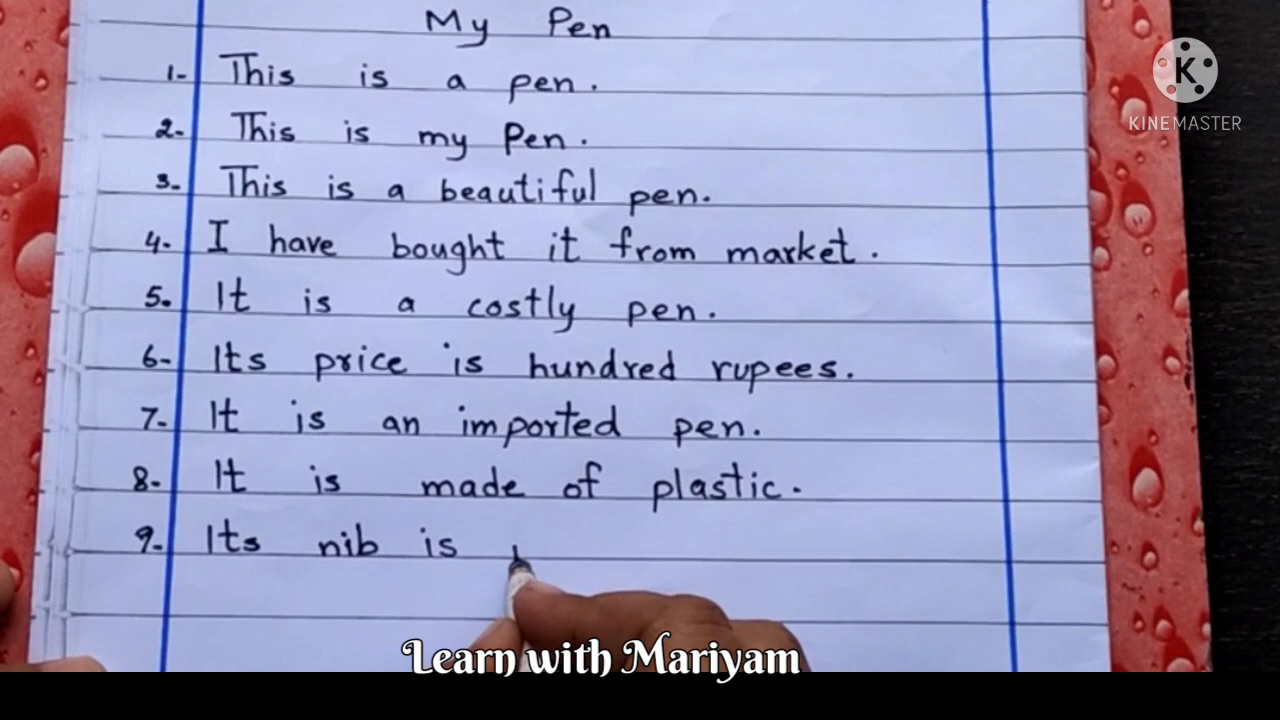 My Pen
1- This is a pen.
2- This is my Pen.
3- This is a beautiful pen.
4- I have bought it from market.
5. It is a costly pen.
6- Its price is hundred rupees.
7- It is an imported pen.
8- It is made of plastic.
9- Its nib is
K
KINEMASTER
Learn with Mariyam